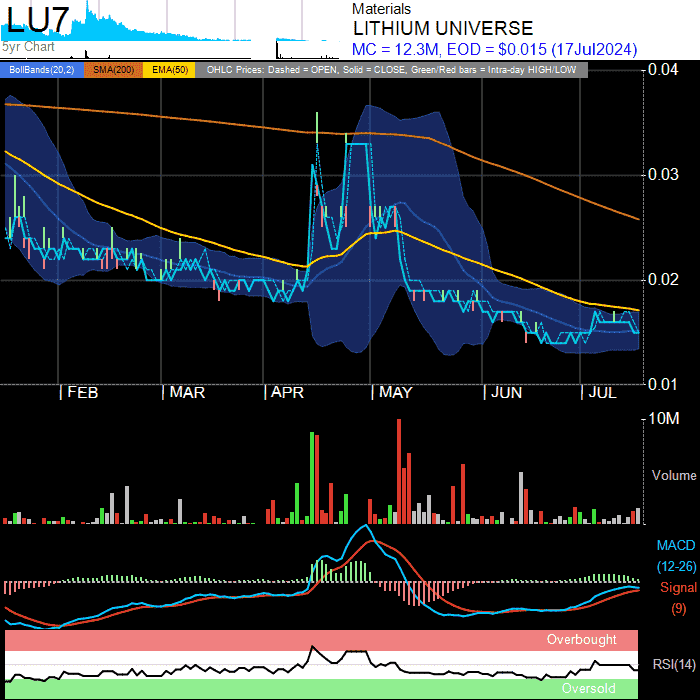 LU7
5yr Chart
Materials
LITHIUM UNIVERSE
MC = 12.3M, EOD = $0.015 (17Jul2024)
BollBands(20,2) SMA(200) EMA(50) OHLC Prices: Dashed = OPEN, Solid = CLOSE, Green/Red bars = Intra-day HIGH/LOW
0.04
0.03
0.02
0.01
FEB MAR APR MAY JUN JUL
10M
Volume
MACD
(12-26)
Signal
(9)
Overbought
RSI(14)
Oversold